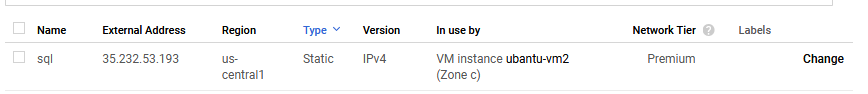 Name External Address Region Type Version In use by Network Tier ? Labels
sql 35.232.53.193 us- Static IPv4 VM instance ubantu-vm2 Premium Change
central1 (Zone c)